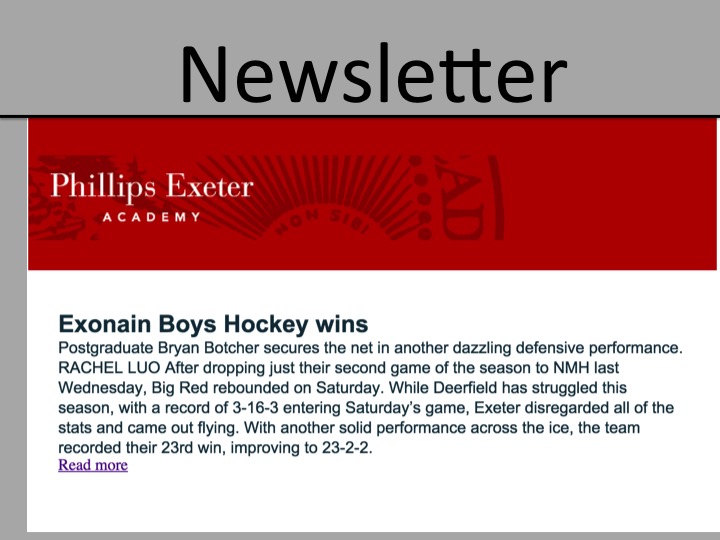 Newsletter
Phillips Exeter
ACADEMY
NON SIBI
AD
Exonain Boys Hockey wins
Postgraduate Bryan Botcher secures the net in another dazzling defensive performance.
RACHEL LUO After dropping just their second game of the season to NMH last
Wednesday, Big Red rebounded on Saturday. While Deerfield has struggled this
season, with a record of 3-16-3 entering Saturday's game, Exeter disregarded all of the
stats and came out flying. With another solid performance across the ice, the team
recorded their 23rd win, improving to 23-2-2.
Read more